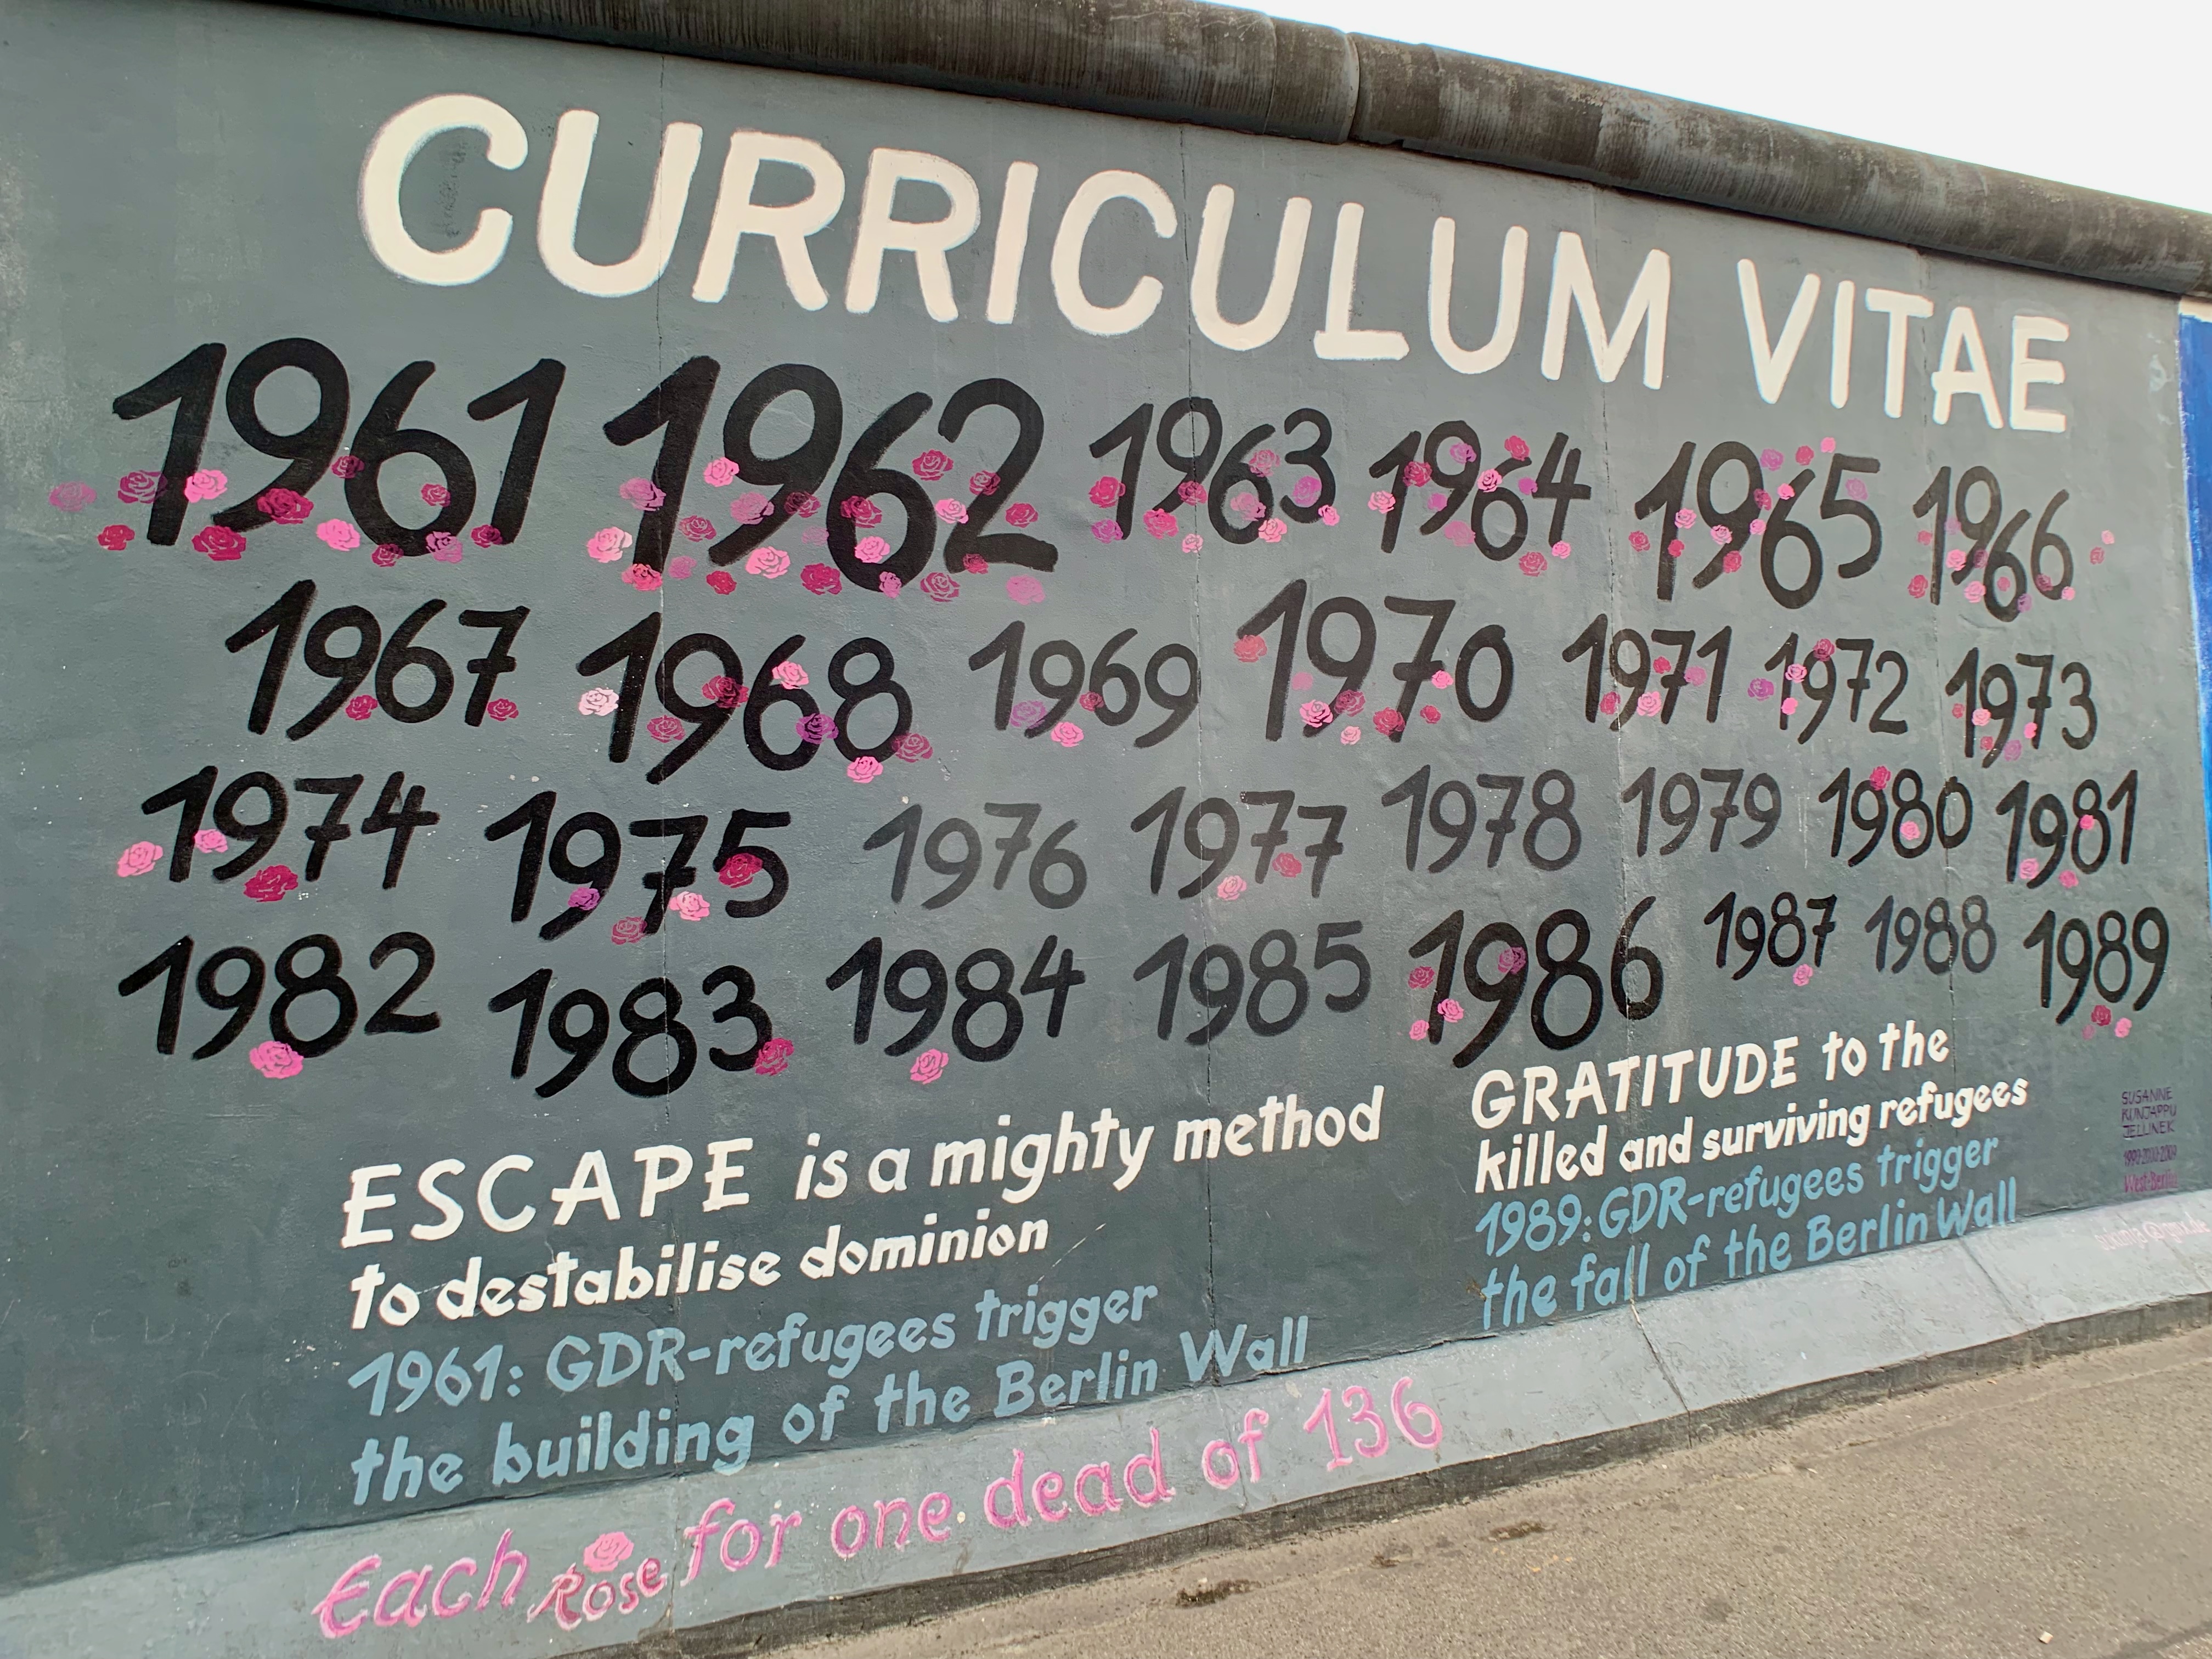 CURRICULUM VITAE
1961 1962 1963 1964 1965 1966
1967 1968 1969 1970 1971 1972 1973
1974 1975 1976 1977 1978 1979 1980 1981
1982 1983 1984 1985 1986 1987 1988 1989
ESCAPE is a mighty method
to destabilise dominion
1961: GDR-refugees trigger
the building of the Berlin Wall
GRATITUDE to the
killed and surviving refugees
1989: GDR-refugees trigger
the fall of the Berlin Wall
SUSANNE
KUNJAPPU
JELLINEK
West-Berlin
Each Rose for one dead of 136